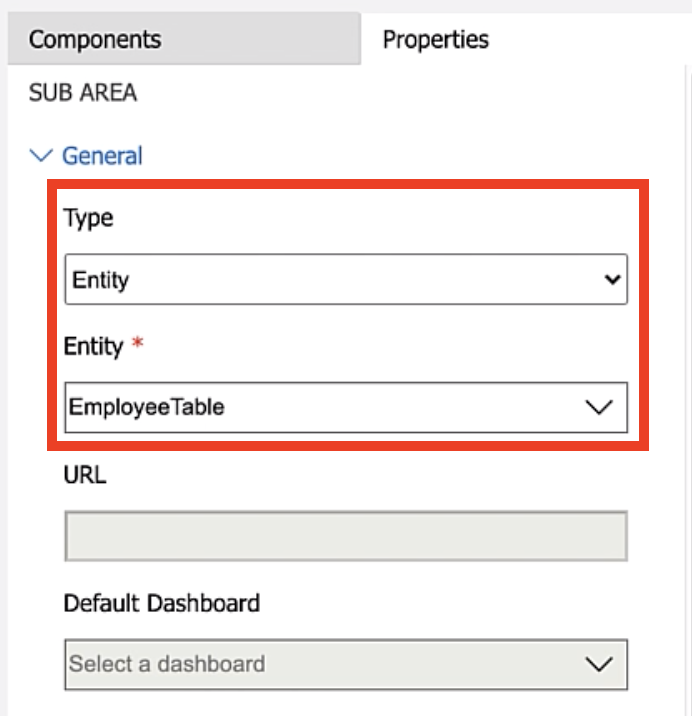 Components Properties
SUB AREA
General
Type
Entity
Entity *
EmployeeTable
URL
Default Dashboard
Select a dashboard